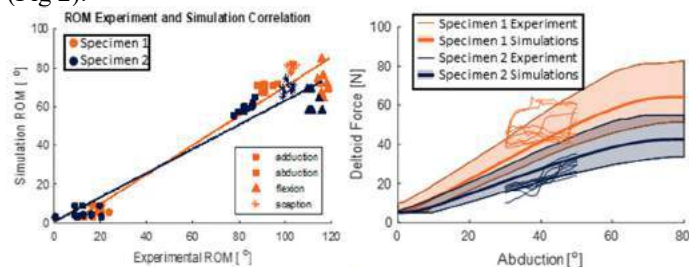 (Fig 2).
ROM Experiment and Simulation Correlation
Specimen 1
Specimen 2
Simulation ROM [ °]
100
80
60
40
20
0
adduction
abduction
flexion
scaption
0 20 40 60 80 100 120
Experimental ROM [ °]
Specimen 1 Experiment
Specimen 1 Simulations
Specimen 2 Experiment
Specimen 2 Simulations
Deltoid Force [N]
100
80
60
40
20
0
0 20 40 60 80
Abduction [°]